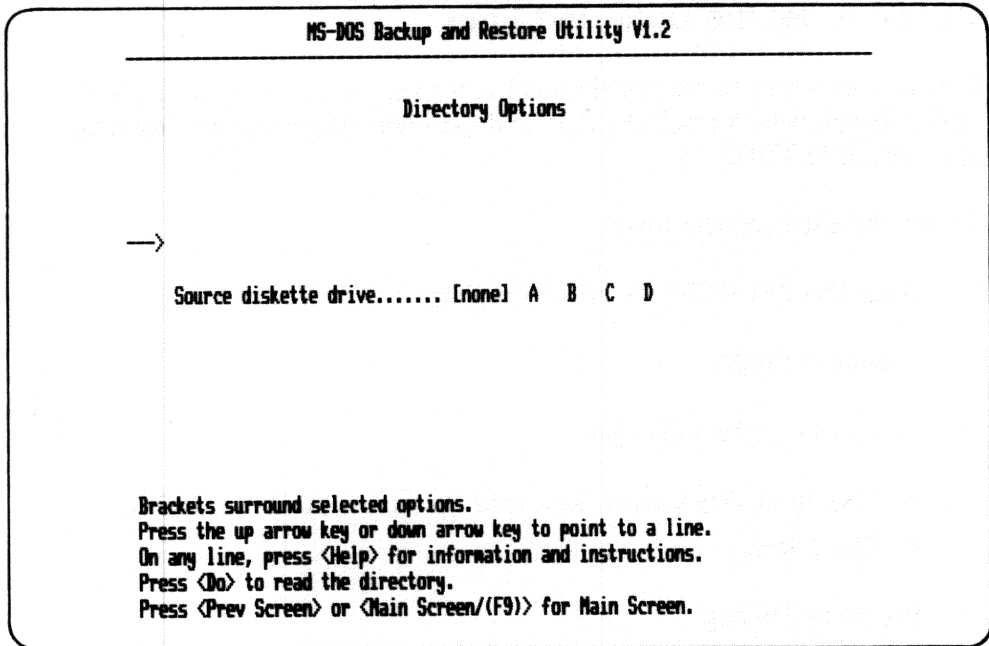 MS-DOS Backup and Restore Utility V1.2
Directory Options
-->
Source diskette drive....... [none] A B C D
Brackets surround selected options.
Press the up arrow key or down arrow key to point to a line.
On any line, press <Help> for information and instructions.
Press <Do> to read the directory.
Press <Prev Screen> or <Main Screen/(F9)> for Main Screen.